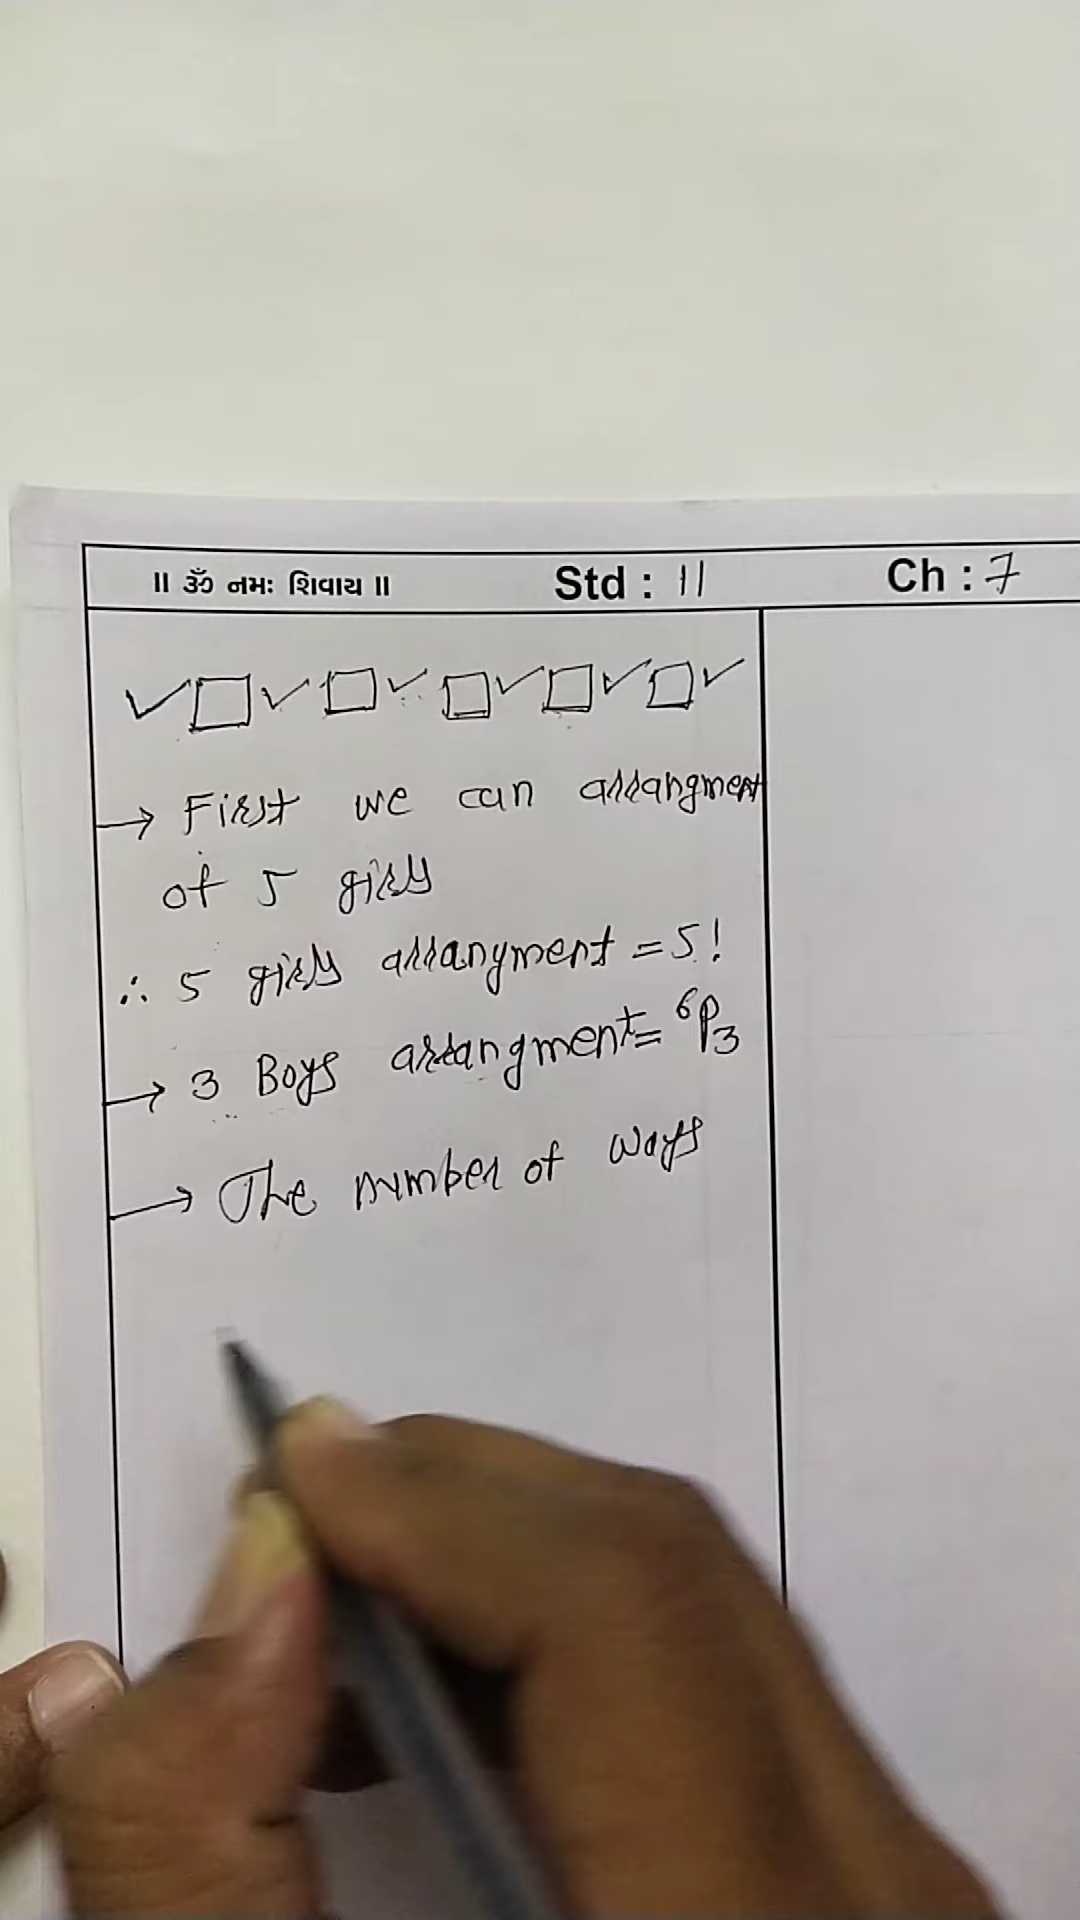 ॥ ૐ નમઃ શિવાય ॥ Std : 11 Ch : 7
→ First we can arrangment
of 5 girls
∴ 5 girls arrangment = 5!
→ 3 Boys arrangment = ⁶P₃
→ The number of ways